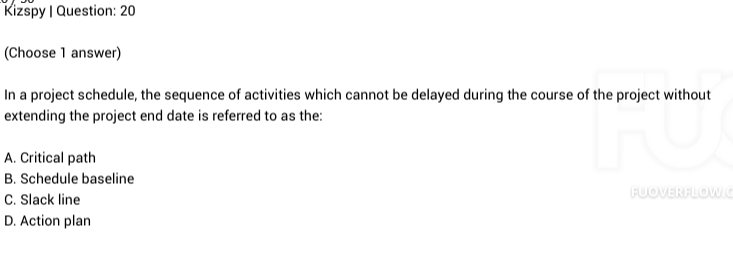 Kizspy | Question: 20
(Choose 1 answer)
In a project schedule, the sequence of activities which cannot be delayed during the course of the project without
extending the project end date is referred to as the:
A. Critical path
B. Schedule baseline
C. Slack line
D. Action plan
FUOVERFLOW.C